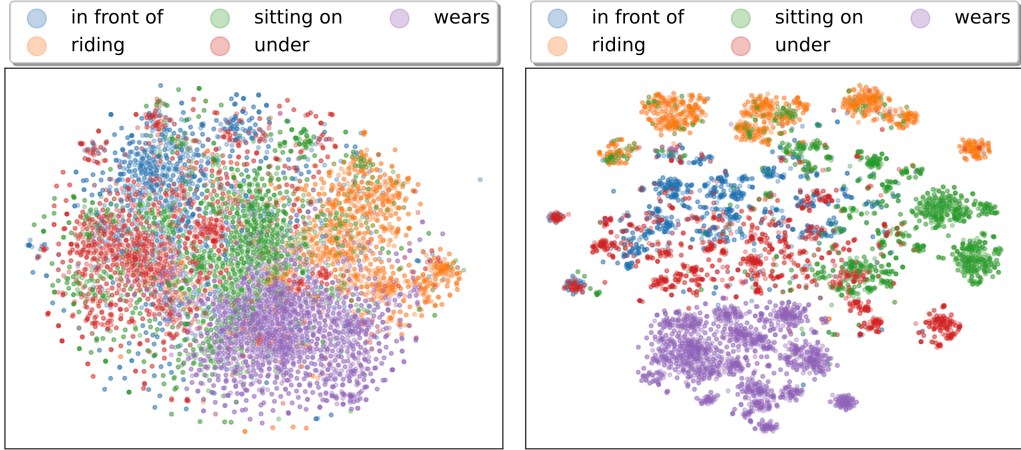 in front of sitting on wears
riding under
in front of sitting on wears
riding under